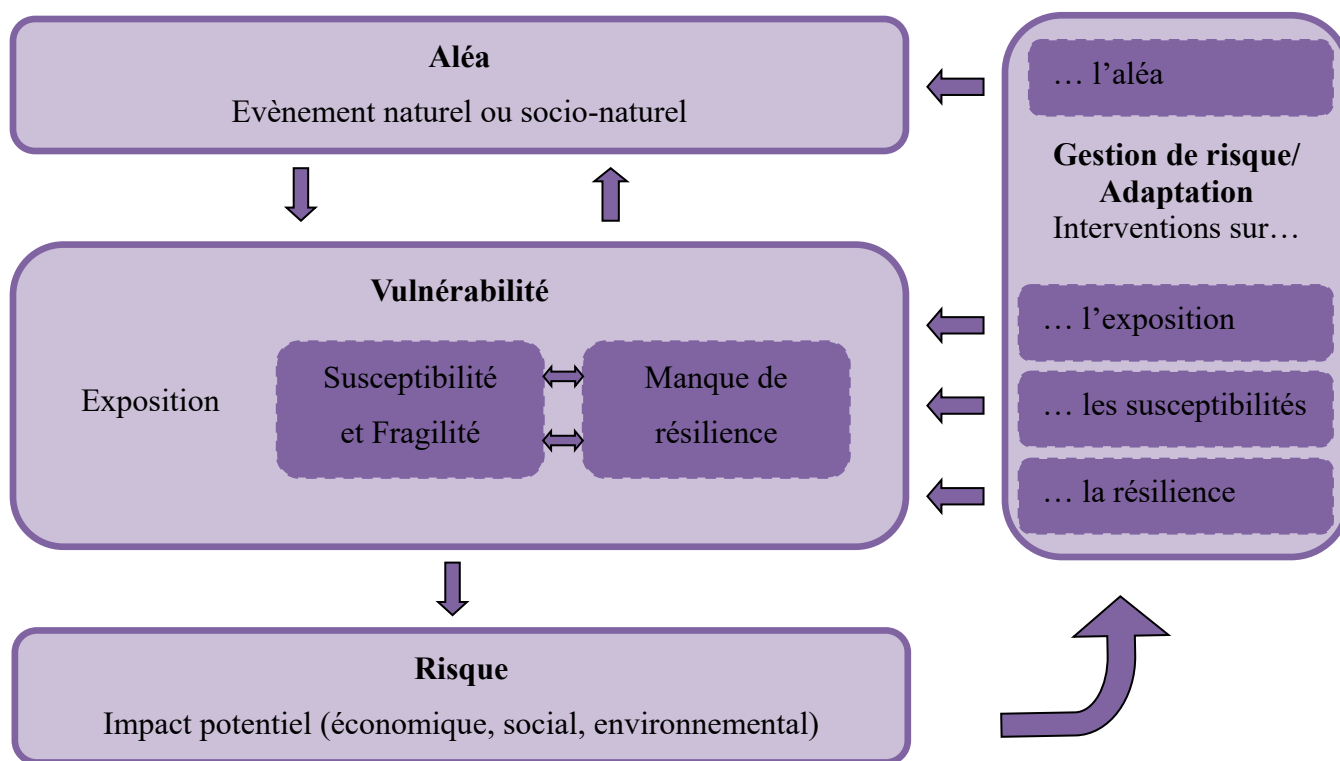 Aléa
Evènement naturel ou socio-naturel
Vulnérabilité
Exposition
Susceptibilité
et Fragilité
Manque de
résilience
Risque
Impact potentiel (économique, social, environnemental)
… l’aléa
Gestion de risque/
Adaptation
Interventions sur…
… l’exposition
… les susceptibilités
… la résilience